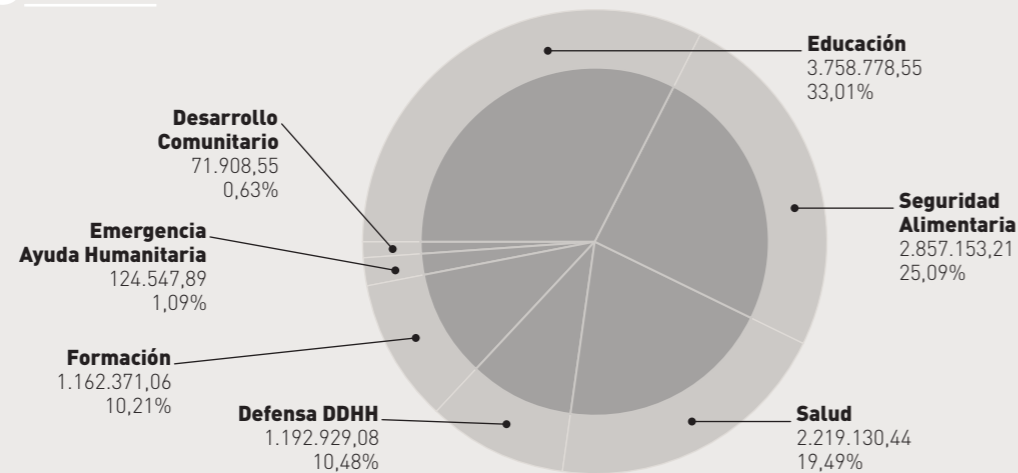 Educación
3.758.778,55
33,01%
Desarrollo
Comunitario
71.908,55
0,63%
Seguridad
Alimentaria
2.857.153,21
25,09%
Emergencia
Ayuda Humanitaria
124.547,89
1,09%
Formación
1.162.371,06
10,21%
Defensa DDHH
1.192.929,08
10,48%
Salud
2.219.130,44
19,49%